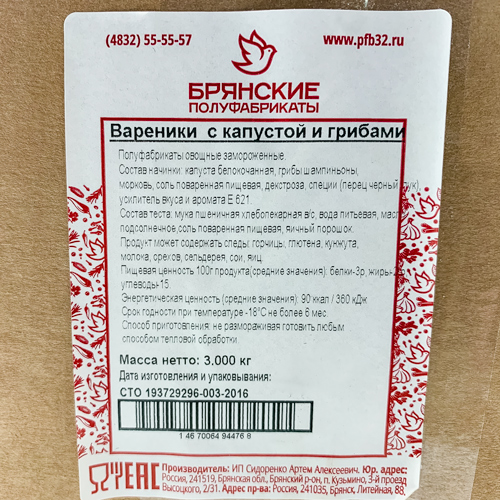 (4832) 55-55-57
www.pfb32.ru
БРЯНСКИЕ
ПОЛУФАБРИКАТЫ
Вареники с капустой и грибами
Полуфабрикаты овощные замороженные.
Состав начинки: капуста белокочанная, грибы шампиньоны,
морковь, соль поваренная пищевая, декстроза, специи (перец черный, лук),
усилитель вкуса и аромата Е 621.
Состав теста: мука пшеничная хлебопекарная в/с, вода питьевая, масло
подсолнечное,соль поваренная пищевая, яичный порошок.
Продукт может содержать следы: горчицы, глютена, кунжута,
молока, орехов, сельдерея, сои, яиц.
Пищевая ценность 100г продукта(средние значения): белки-3р, жиры-
углеводы-15.
Энергетическая ценность (средние значения): 90 ккал / 380 кДж
Срок годности при температуре -18°С не более 6 мес.
Способ приготовления: не размораживая готовить любым
способом тепловой обработки.
Масса нетто: 3.000 кг
Дата изготовления и упаковывания:
СТО 193729296-003-2016
1 46 70064 94476 8
EAC
Производитель: ИП Сидоренко Артем Алексеевич. Юр. адрес:
Россия, 241519, Брянская обл., Брянский р-он, п. Кузьмино, 3-й проезд
Высоцкого, 2/31. Адрес пр-ва: Россия, 241035, Брянск, Литейная, 88.